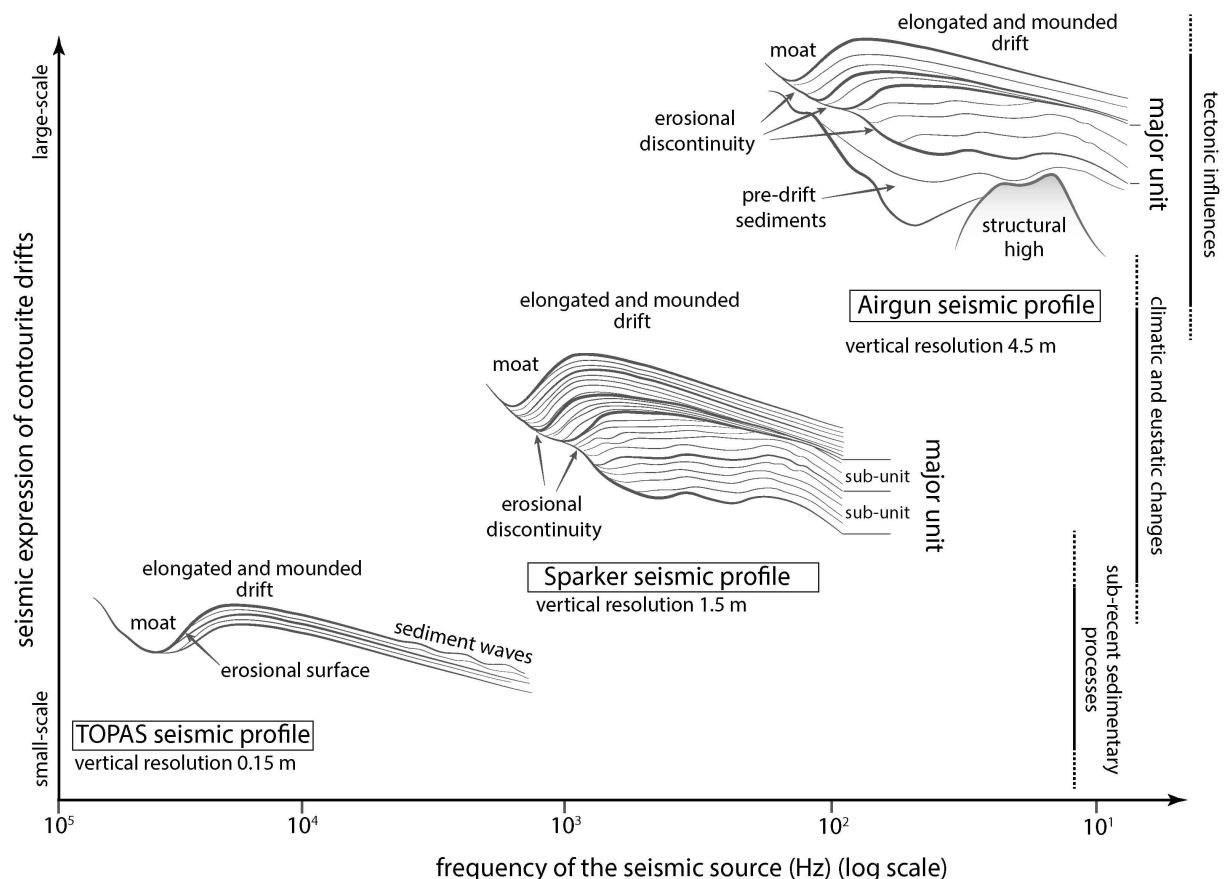 elongated and mounded
drift
moat
erosional
discontinuity
pre-drift
sediments
structural
high
major unit
tectonic influences
Airgun seismic profile
vertical resolution 4.5 m
elongated and mounded
drift
moat
erosional
discontinuity
sub-unit
sub-unit
major unit
climatic and eustatic changes
Sparker seismic profile
vertical resolution 1.5 m
elongated and mounded
drift
moat
erosional surface
sediment waves
sub-recent sedimentary
processes
TOPAS seismic profile
vertical resolution 0.15 m
large-scale
seismic expression of contourite drifts
small-scale
10⁵ 10⁴ 10³ 10² 10¹
frequency of the seismic source (Hz) (log scale)